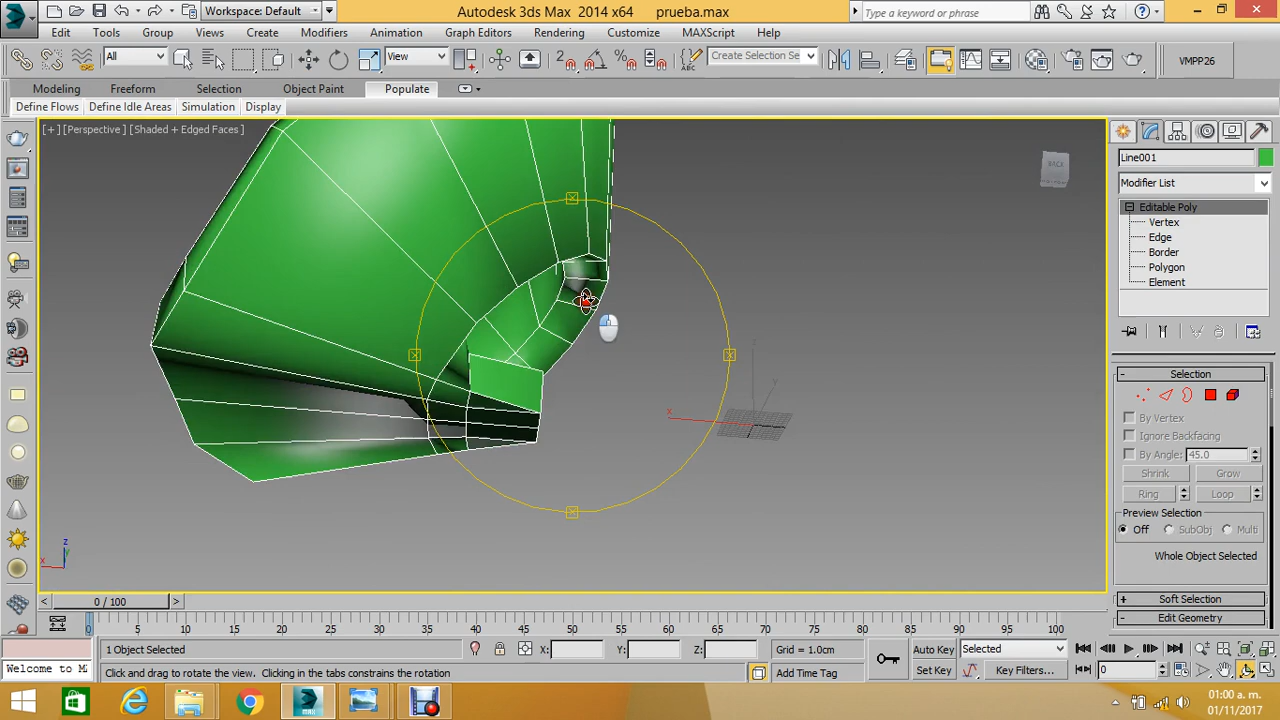 Workspace: Default
Autodesk 3ds Max 2014 x64 prueba.max
Type a keyword or phrase
Edit Tools Group Views Create Modifiers Animation Graph Editors Rendering Customize MAXScript Help
All View Create Selection Se VMPP26
Modeling Freeform Selection Object Paint Populate
Define Flows Define Idle Areas Simulation Display
[+] [Perspective] [Shaded + Edged Faces]
BACK
Line001
Modifier List
Editable Poly
Vertex
Edge
Border
Polygon
Element
Selection
By Vertex
Ignore Backfacing
By Angle: 45.0
Shrink Grow
Ring Loop
Preview Selection
Off SubObj Multi
Whole Object Selected
Soft Selection
Edit Geometry
x
z
y
z
x
0 / 100
0 5 10 15 20 25 30 35 40 45 50 55 60 65 70 75 80 85 90 95 100
1 Object Selected X: Y: Z: Grid = 1.0cm Auto Key Selected
Welcome to M Click and drag to rotate the view. Clicking in the tabs constrains the rotation Add Time Tag Set Key Key Filters... 0
01:00 a. m.
01/11/2017